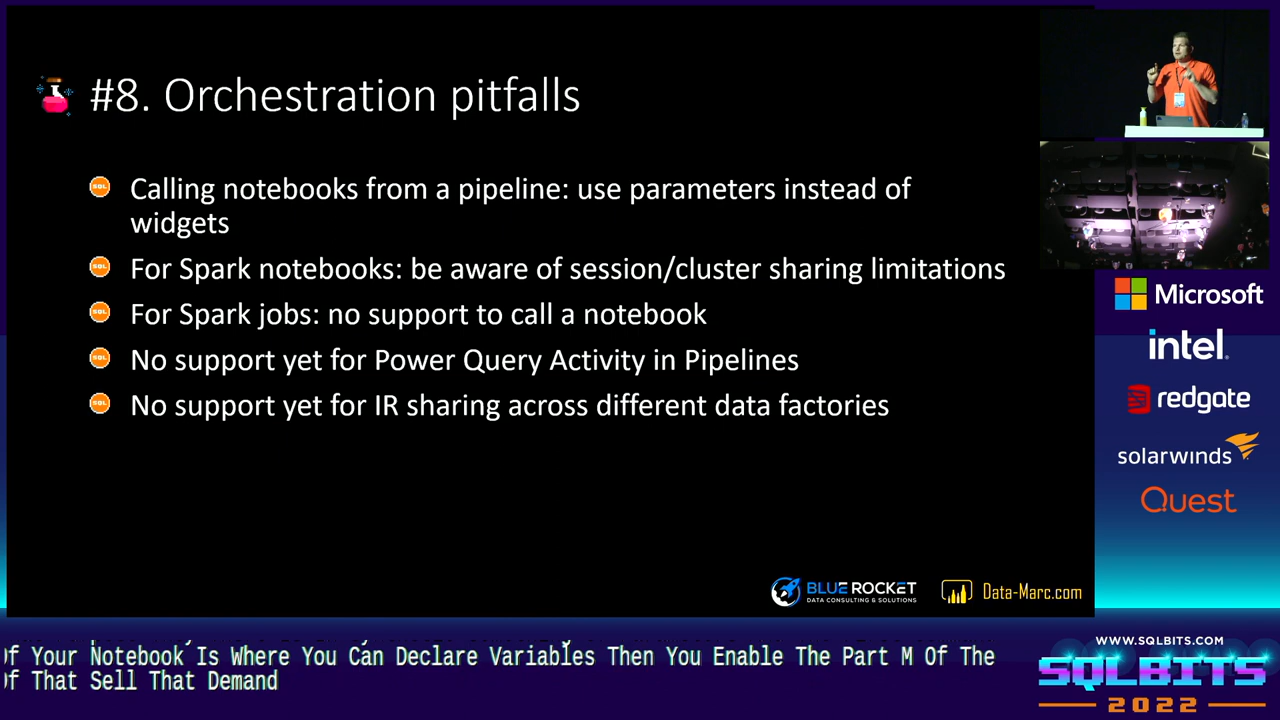 #8. Orchestration pitfalls
Calling notebooks from a pipeline: use parameters instead of
widgets
For Spark notebooks: be aware of session/cluster sharing limitations
For Spark jobs: no support to call a notebook
No support yet for Power Query Activity in Pipelines
No support yet for IR sharing across different data factories
BLUE ROCKET
DATA CONSULTING & SOLUTIONS
Data-Marc.com
Microsoft
intel.
redgate
solarwinds
Quest
Of Your Notebook Is Where You Can Declare Variables Then You Enable The Part M Of The
Of That Sell That Demand
WWW.SQLBITS.COM
SQLBITS
2022